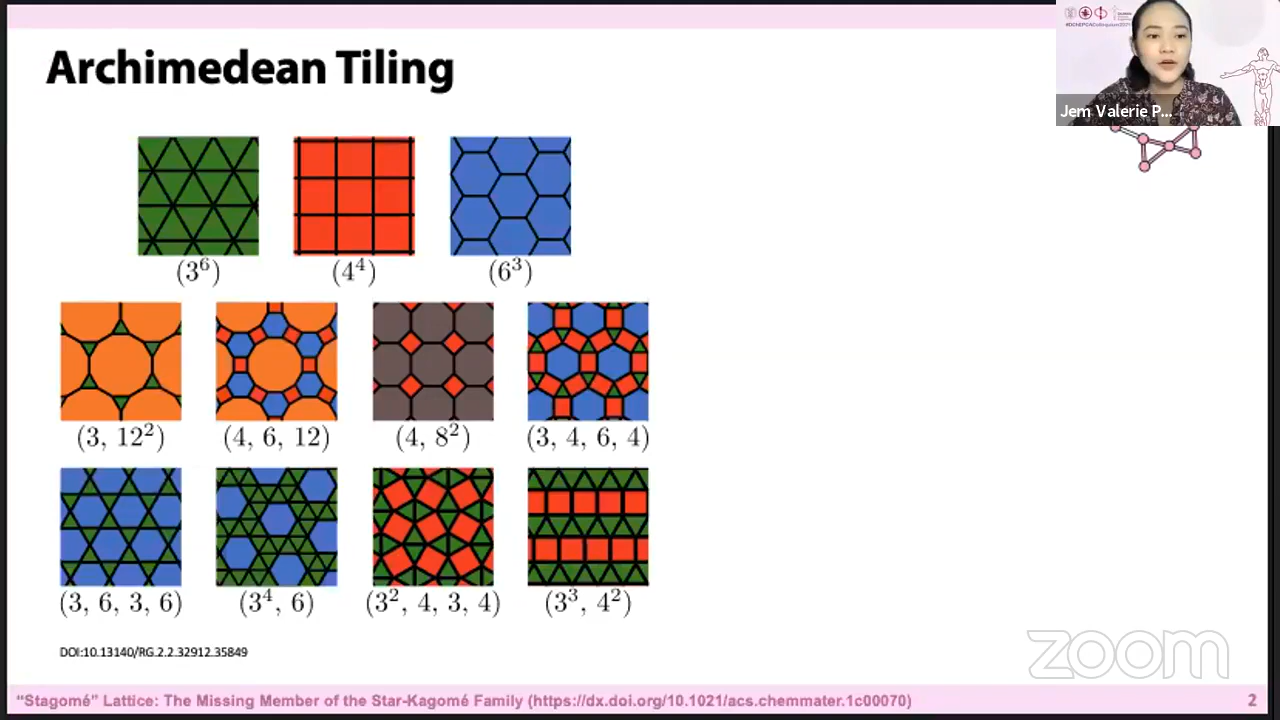 Archimedean Tiling
Jem Valerie P...
(3⁶) (4⁴) (6³)
(3, 12²) (4, 6, 12) (4, 8²) (3, 4, 6, 4)
(3, 6, 3, 6) (3⁴, 6) (3², 4, 3, 4) (3³, 4²)
DOI:10.13140/RG.2.2.32912.35849
zoom
“Stagomé” Lattice: The Missing Member of the Star-Kagomé Family (https://dx.doi.org/10.1021/acs.chemmater.1c00070) 2